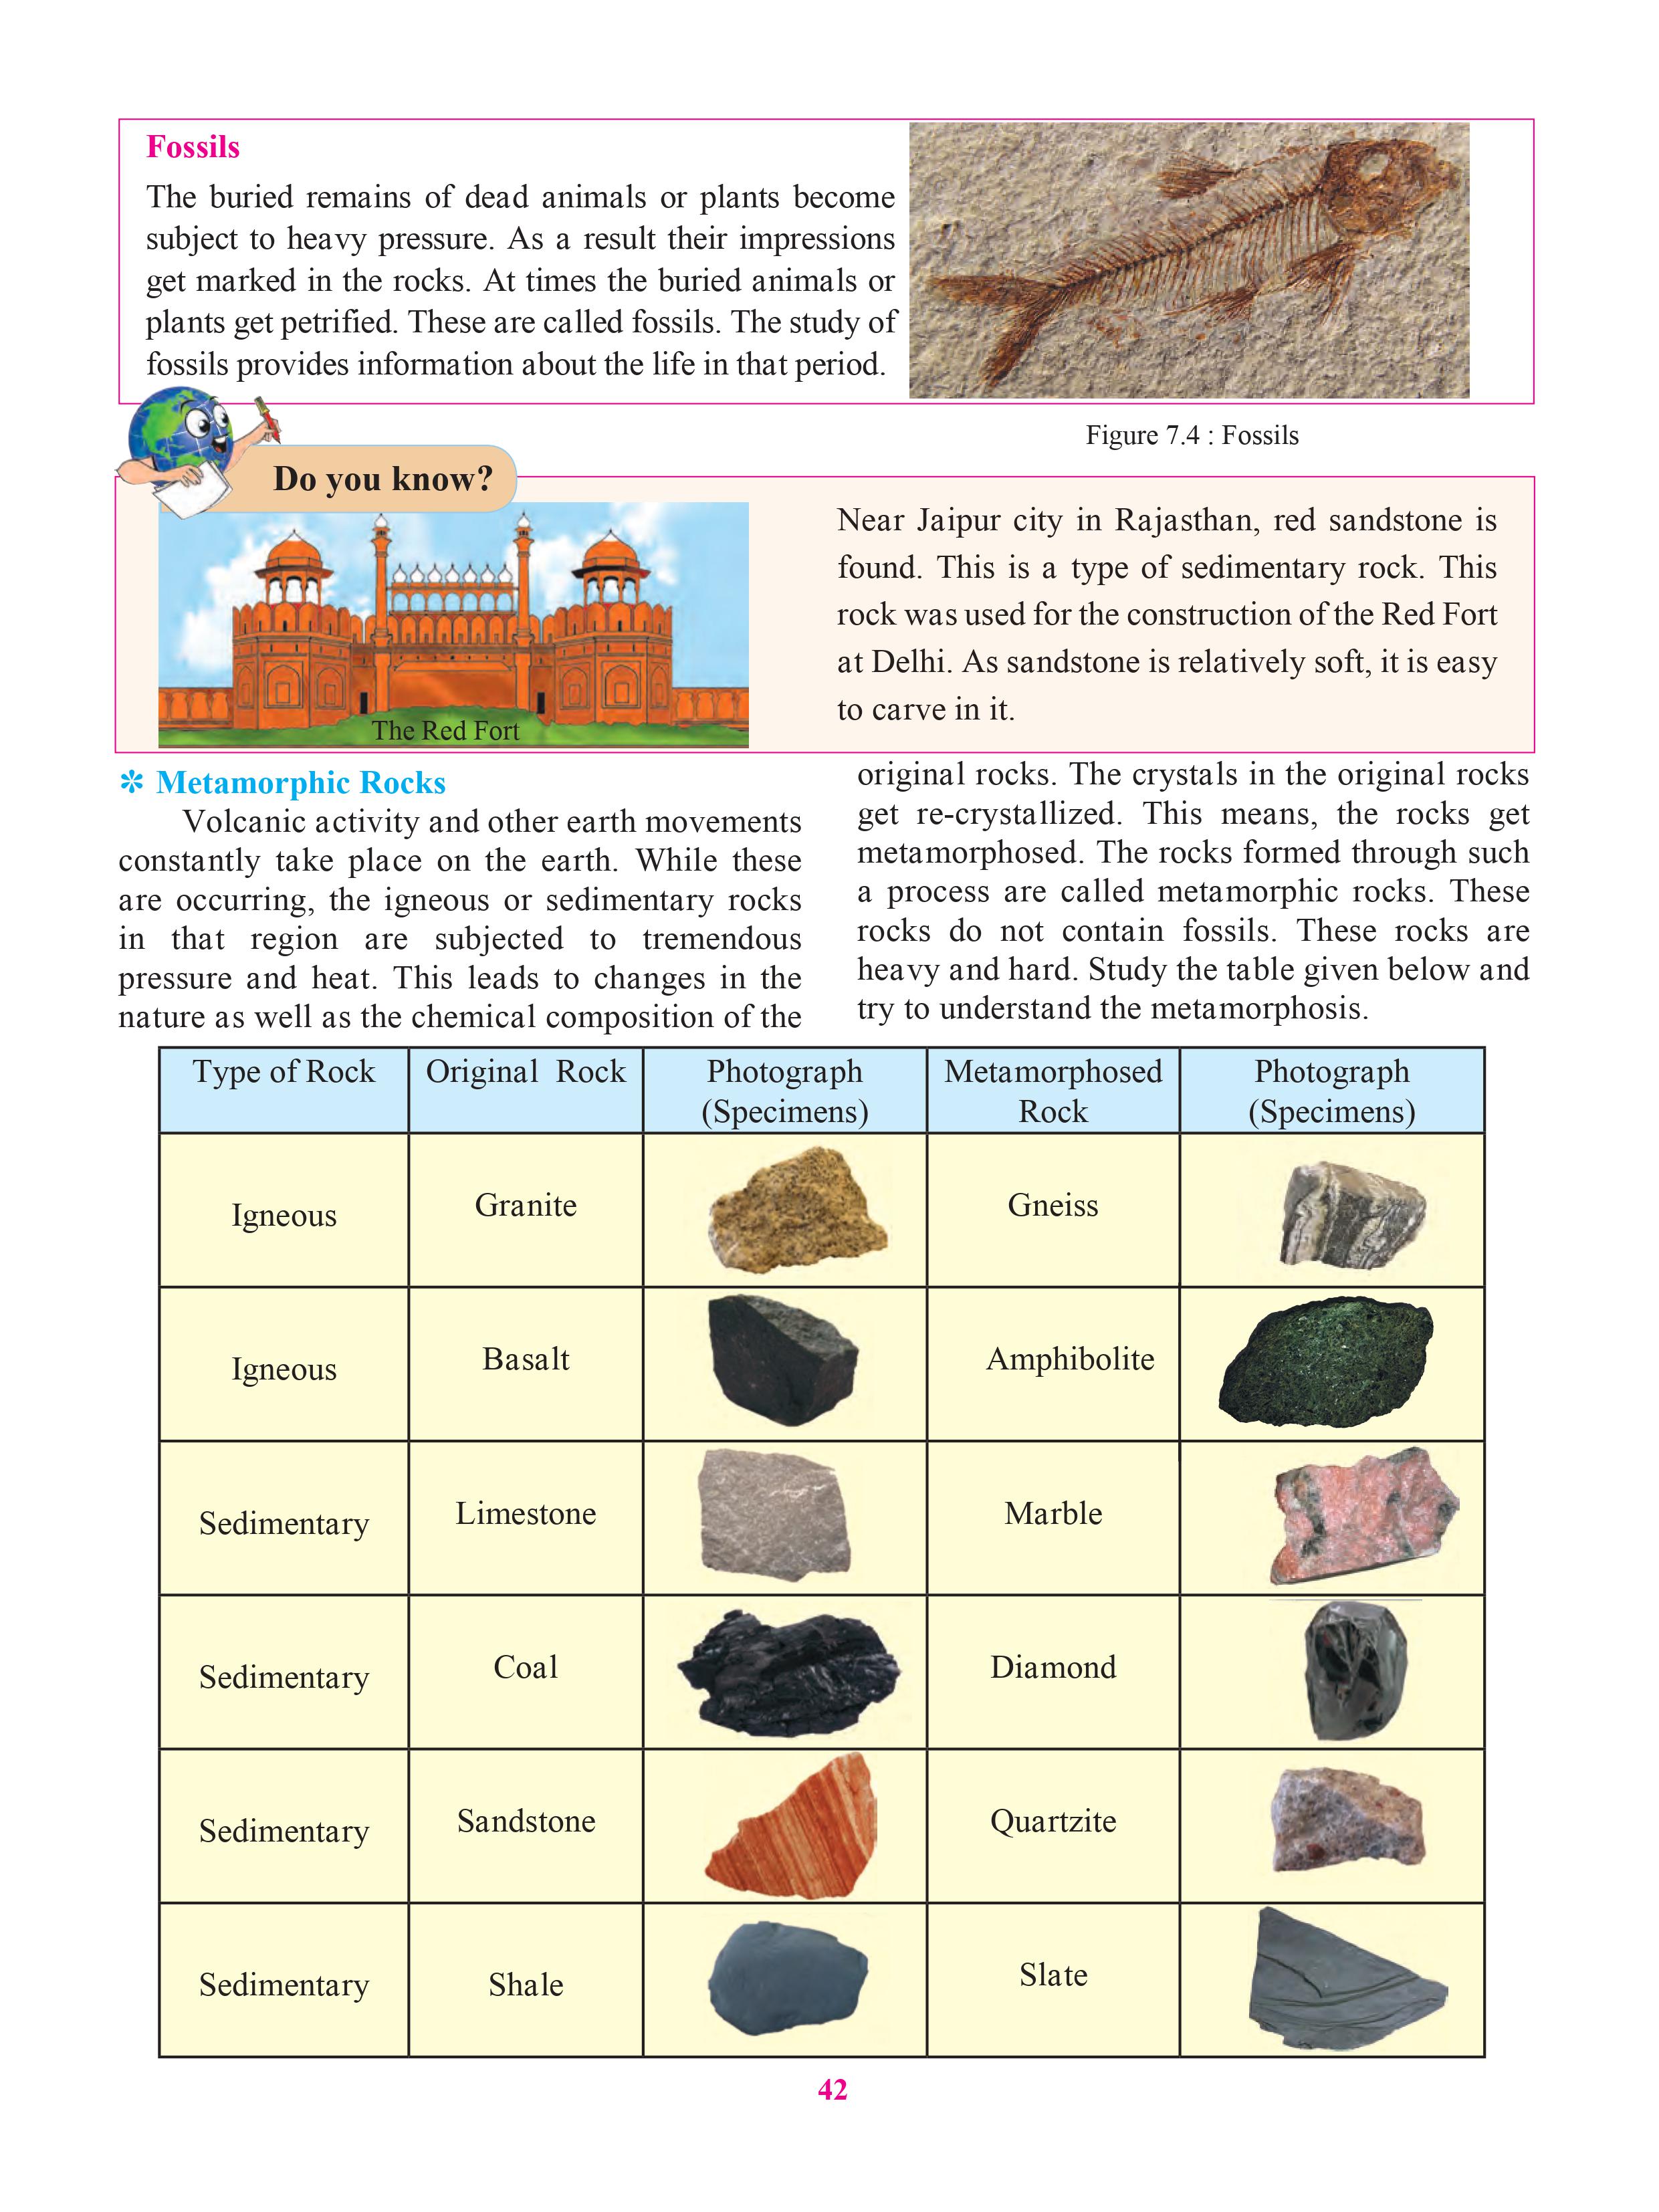 Fossils
The buried remains of dead animals or plants become
subject to heavy pressure. As a result their impressions
get marked in the rocks. At times the buried animals or
plants get petrified. These are called fossils. The study of
fossils provides information about the life in that period.
Figure 7.4 : Fossils
Do you know?
The Red Fort
Near Jaipur city in Rajasthan, red sandstone is
found. This is a type of sedimentary rock. This
rock was used for the construction of the Red Fort
at Delhi. As sandstone is relatively soft, it is easy
to carve in it.
✻ Metamorphic Rocks
Volcanic activity and other earth movements
constantly take place on the earth. While these
are occurring, the igneous or sedimentary rocks
in that region are subjected to tremendous
pressure and heat. This leads to changes in the
nature as well as the chemical composition of the
original rocks. The crystals in the original rocks
get re-crystallized. This means, the rocks get
metamorphosed. The rocks formed through such
a process are called metamorphic rocks. These
rocks do not contain fossils. These rocks are
heavy and hard. Study the table given below and
try to understand the metamorphosis.
Type of Rock Original Rock Photograph (Specimens) Metamorphosed Rock Photograph (Specimens)
Igneous Granite Gneiss
Igneous Basalt Amphibolite
Sedimentary Limestone Marble
Sedimentary Coal Diamond
Sedimentary Sandstone Quartzite
Sedimentary Shale Slate
42